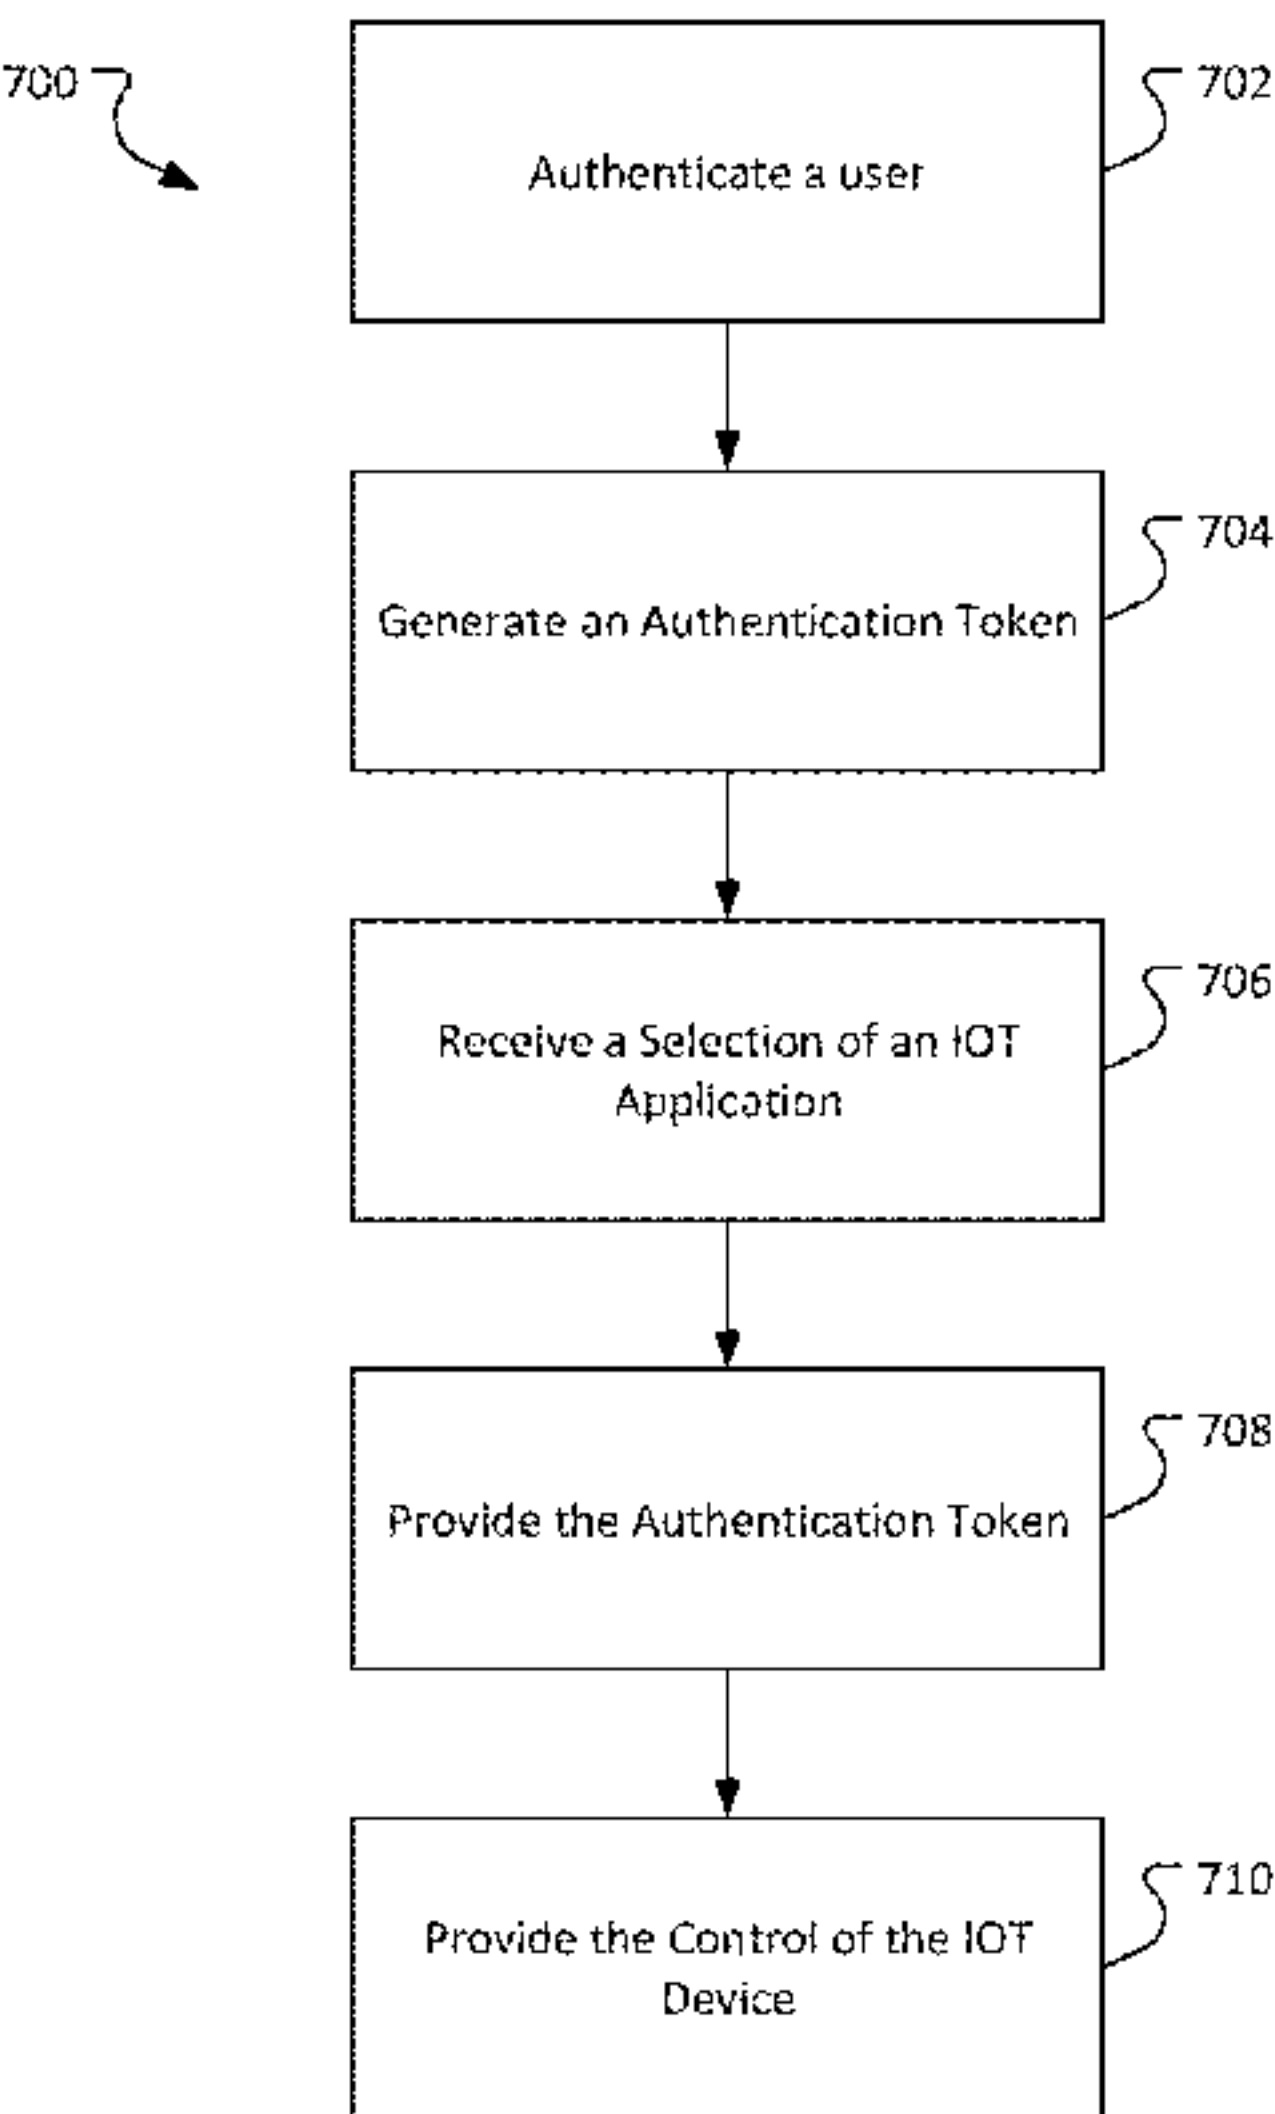 700
702
Authenticate a user
704
Generate an Authentication Token
706
Receive a Selection of an IOT
Application
708
Provide the Authentication Token
710
Provide the Control of the IOT
Device